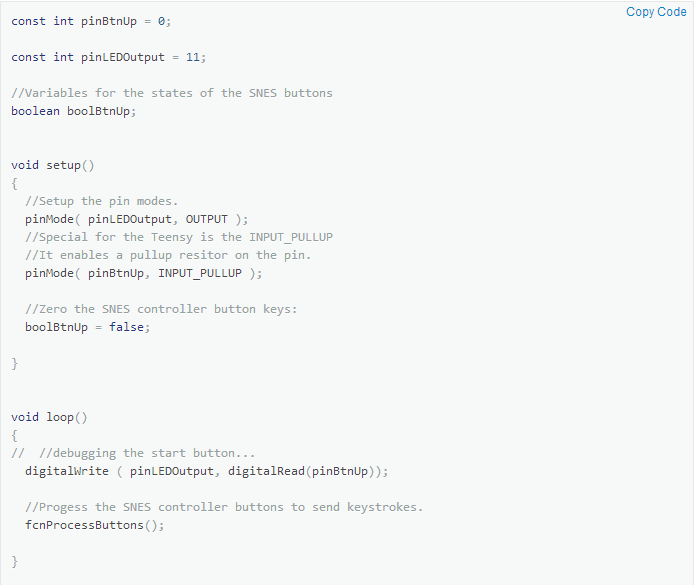 Copy Code
const int pinBtnUp = 0;
const int pinLEDOutput = 11;
//Variables for the states of the SNES buttons
boolean boolBtnUp;
void setup()
{
//Setup the pin modes.
pinMode( pinLEDOutput, OUTPUT );
//Special for the Teensy is the INPUT_PULLUP
//It enables a pullup resitor on the pin.
pinMode( pinBtnUp, INPUT_PULLUP );
//Zero the SNES controller button keys:
boolBtnUp = false;
}
void loop()
{
//  //debugging the start button...
digitalWrite ( pinLEDOutput, digitalRead(pinBtnUp));
//Progess the SNES controller buttons to send keystrokes.
fcnProcessButtons();
}